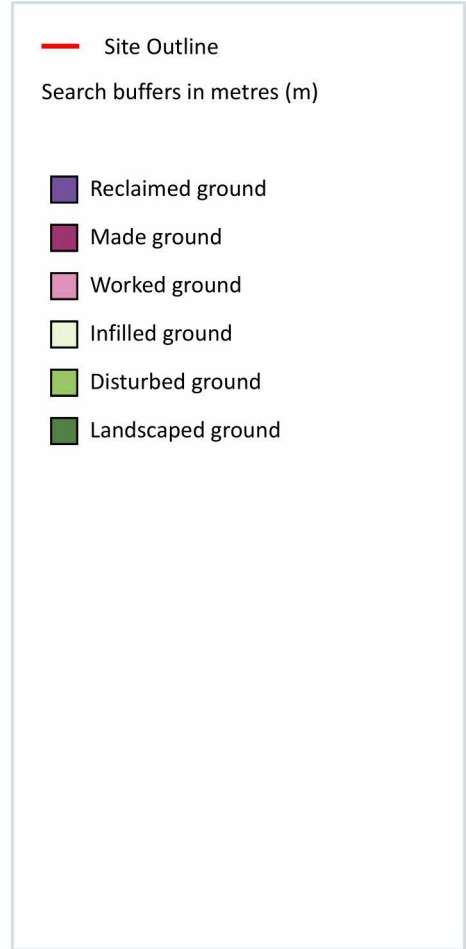 Site Outline
Search buffers in metres (m)
Reclaimed ground
Made ground
Worked ground
Infilled ground
Disturbed ground
Landscaped ground